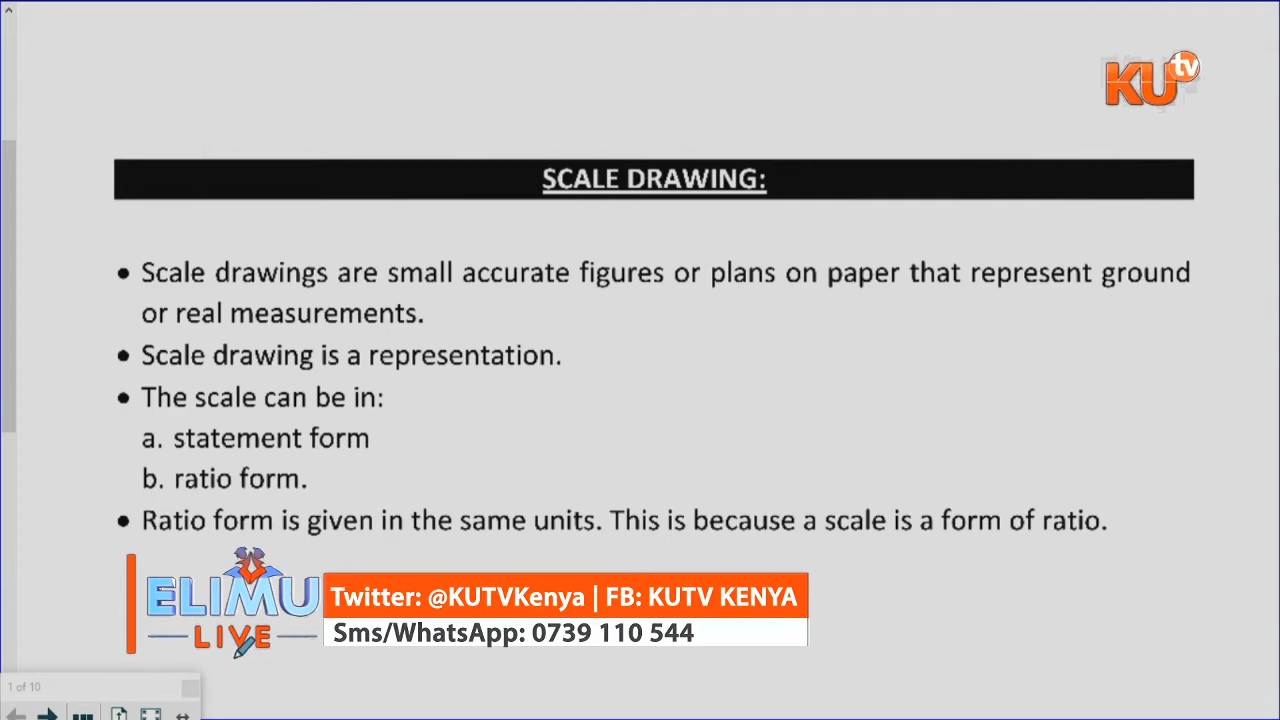 KU tv
SCALE DRAWING:
• Scale drawings are small accurate figures or plans on paper that represent ground
or real measurements.
• Scale drawing is a representation.
• The scale can be in:
a. statement form
b. ratio form.
• Ratio form is given in the same units. This is because a scale is a form of ratio.
ELIMU
LIVE
Twitter: @KUTVKenya | FB: KUTV KENYA
Sms/WhatsApp: 0739 110 544
1 of 10